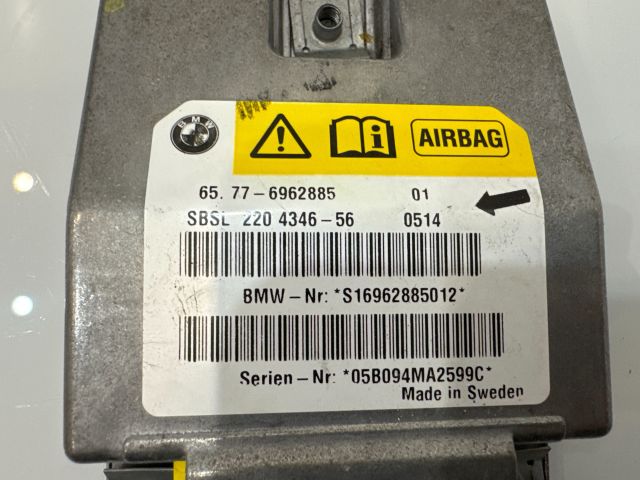 BMW
AIRBAG
65. 77-6962885 01
SBSL 220 4346-56 0514
BMW-Nr: *S16962885012*
Serien-Nr: *05B094MA2599C*
Made in Sweden